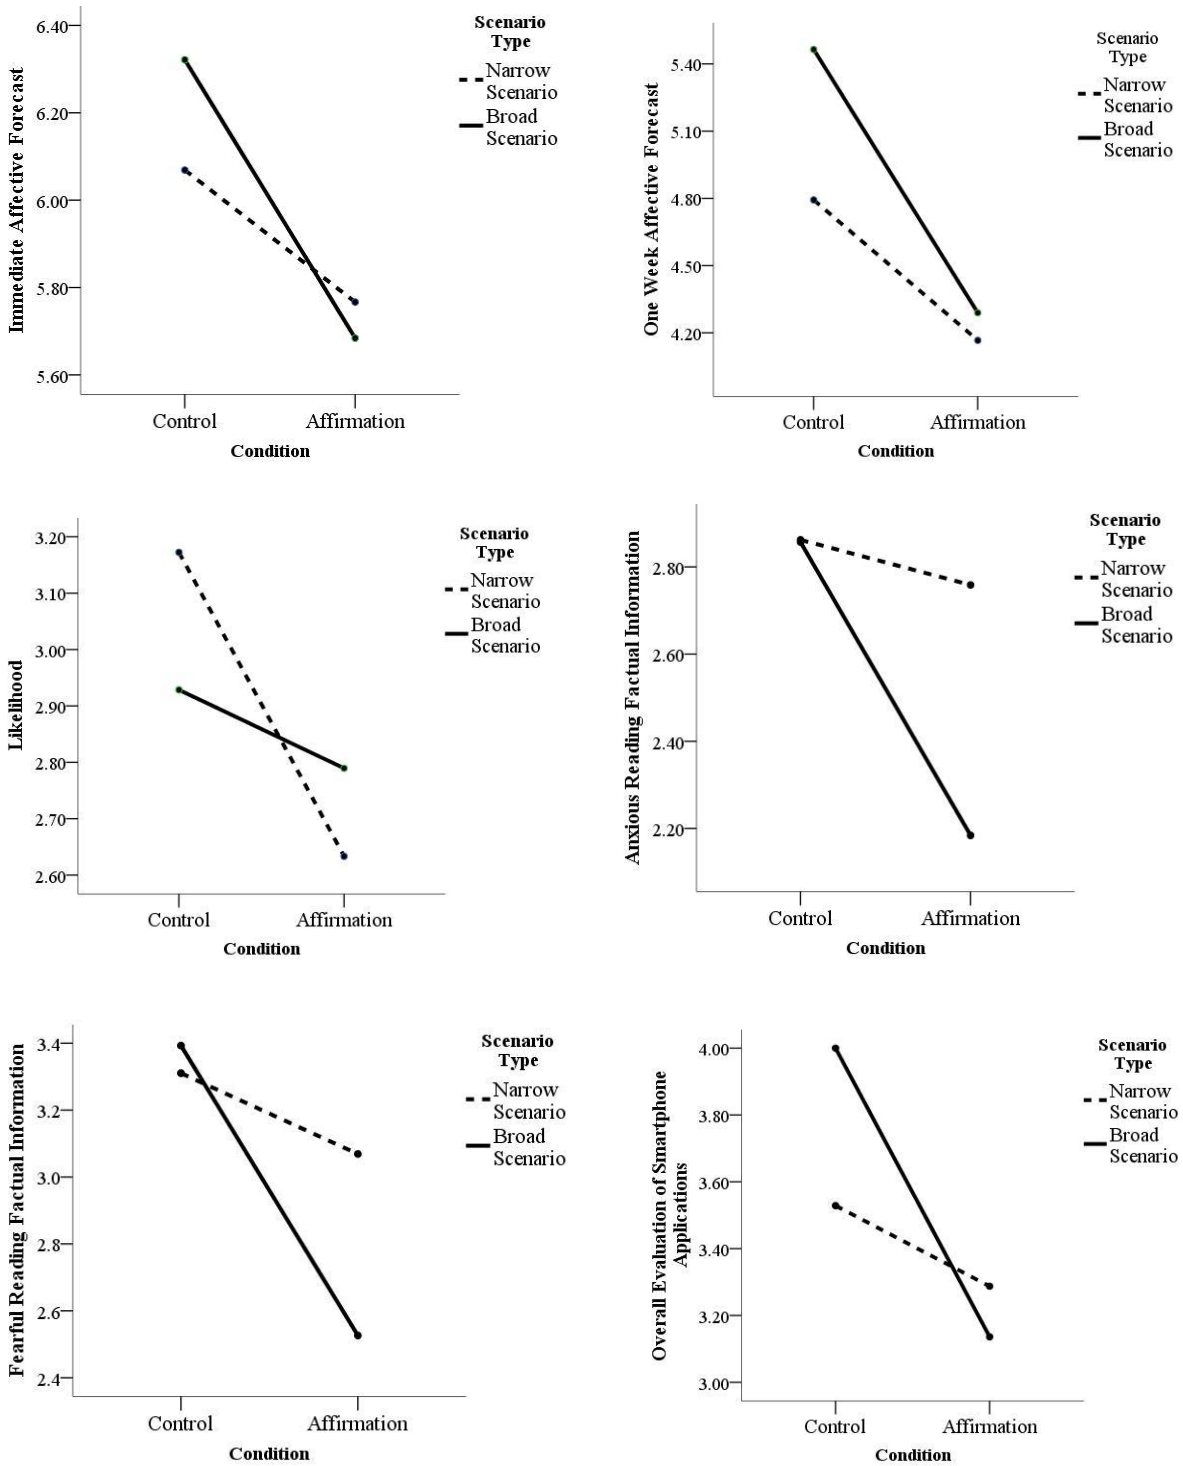 Immediate Affective Forecast
6.40
6.20
6.00
5.80
5.60
Control
Affirmation
Condition
Scenario
Type
Narrow
Scenario
Broad
Scenario
One Week Affective Forecast
5.40
5.10
4.80
4.50
4.20
Control
Affirmation
Condition
Scenario
Type
Narrow
Scenario
Broad
Scenario
Likelihood
3.20
3.10
3.00
2.90
2.80
2.70
2.60
Control
Affirmation
Condition
Scenario
Type
Narrow
Scenario
Broad
Scenario
Anxious Reading Factual Information
2.80
2.60
2.40
2.20
Control
Affirmation
Condition
Scenario
Type
Narrow
Scenario
Broad
Scenario
Fearful Reading Factual Information
3.4
3.2
3.0
2.8
2.6
2.4
Control
Affirmation
Condition
Scenario
Type
Narrow
Scenario
Broad
Scenario
Overall Evaluation of Smartphone
Applications
4.00
3.80
3.60
3.40
3.20
3.00
Control
Affirmation
Condition
Scenario
Type
Narrow
Scenario
Broad
Scenario